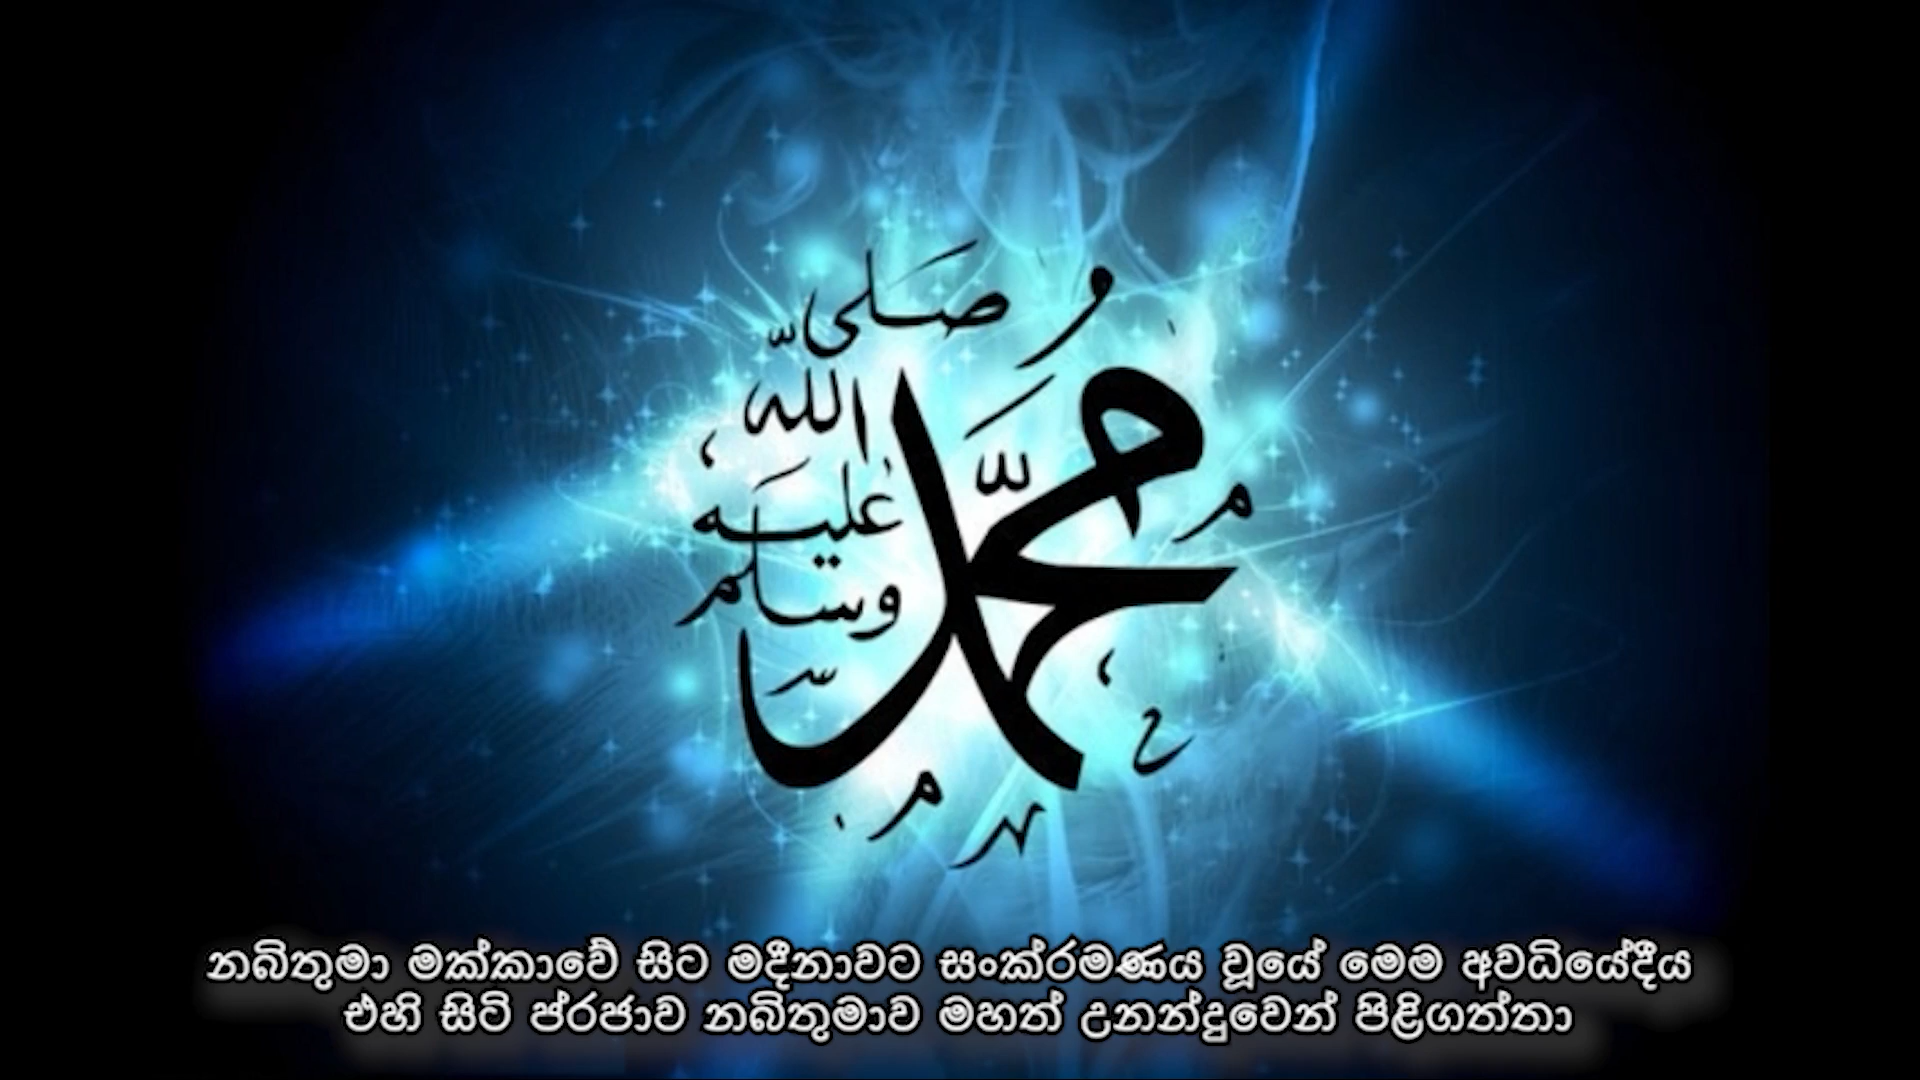 محمد
صلى
الله
عليه
وسلم
නබිතුමා මක්කාවේ සිට මදීනාවට සංක්රමණය වූයේ මෙම අවධියේදීය
එහි සිටි ප්රජාව නබිතුමාව මහත් උනන්දුවෙන් පිළිගත්තා